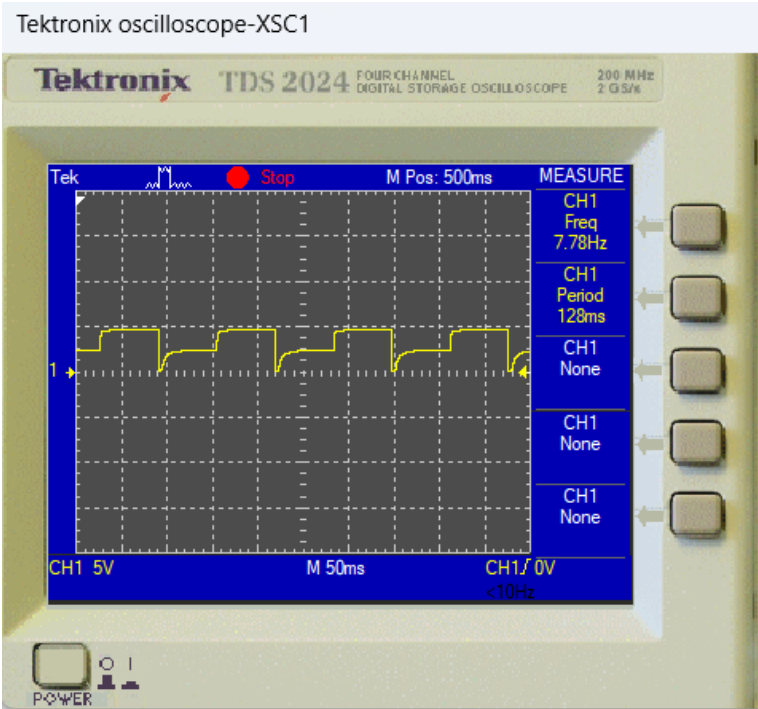 Tektronix oscilloscope-XSC1
Tektronix TDS 2024 FOUR CHANNEL DIGITAL STORAGE OSCILLOSCOPE 200 MHz 2 GS/s
Tek Stop M Pos: 500ms MEASURE
CH1
Freq
7.78Hz
CH1
Period
128ms
CH1
None
1
CH1
None
CH1
None
CH1 5V M 50ms CH1 0V
<10Hz
O I
POWER